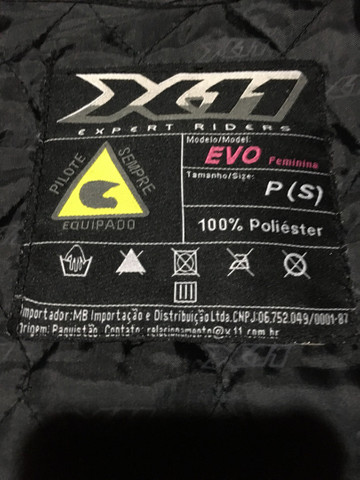 X11
EXPERT RIDERS
PILOTE SEMPRE
EQUIPADO
Modelo/Model:
EVO Feminina
Tamanho/Size:
P(S)
100% Poliéster
Importador: MB Importação e Distribuição Ltda. CNPJ:06.752.049/0001-87
Origem: Paquistão. Contato: relacionamento@x11.com.br